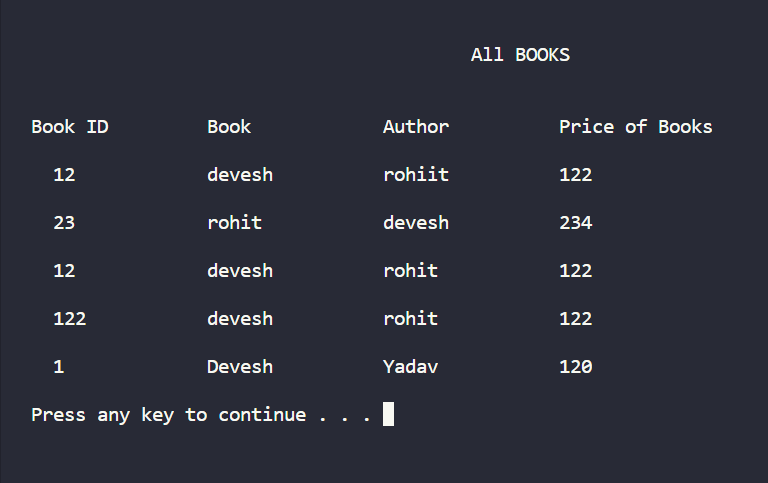 All BOOKS
Book ID Book Author Price of Books
12 devesh rohiit 122
23 rohit devesh 234
12 devesh rohit 122
122 devesh rohit 122
1 Devesh Yadav 120
Press any key to continue . . .